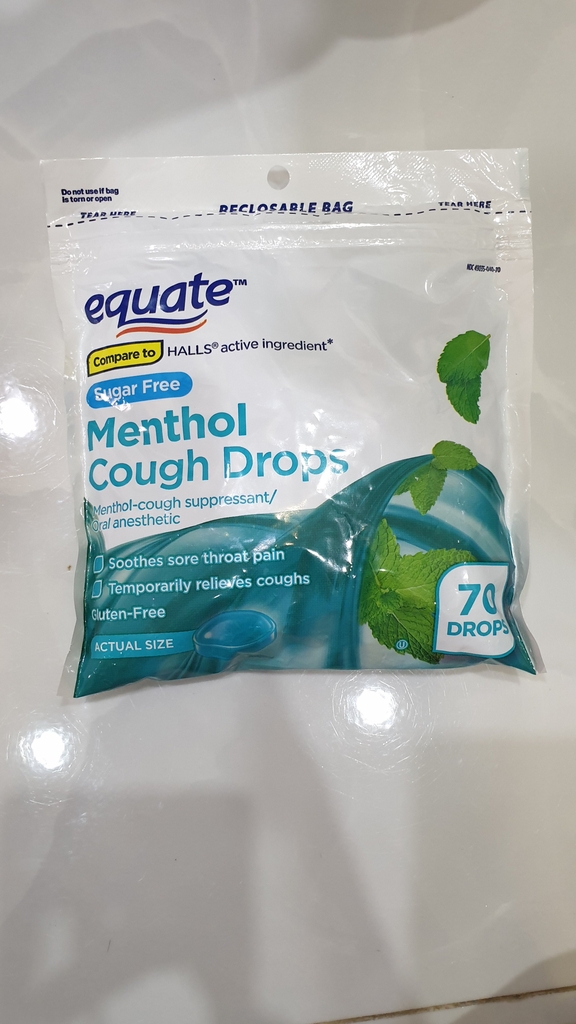 Do not use if bag
is torn or open
TEAR HERE
RECLOSABLE BAG
TEAR HERE
equate™
Compare to HALLS® active ingredient*
Sugar Free
Menthol
Cough Drops
Menthol-cough suppressant/
Oral anesthetic
Soothes sore throat pain
Temporarily relieves coughs
Gluten-Free
ACTUAL SIZE
70
DROPS